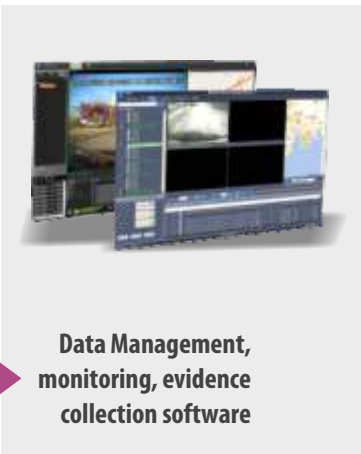 Data Management,
monitoring, evidence
collection software